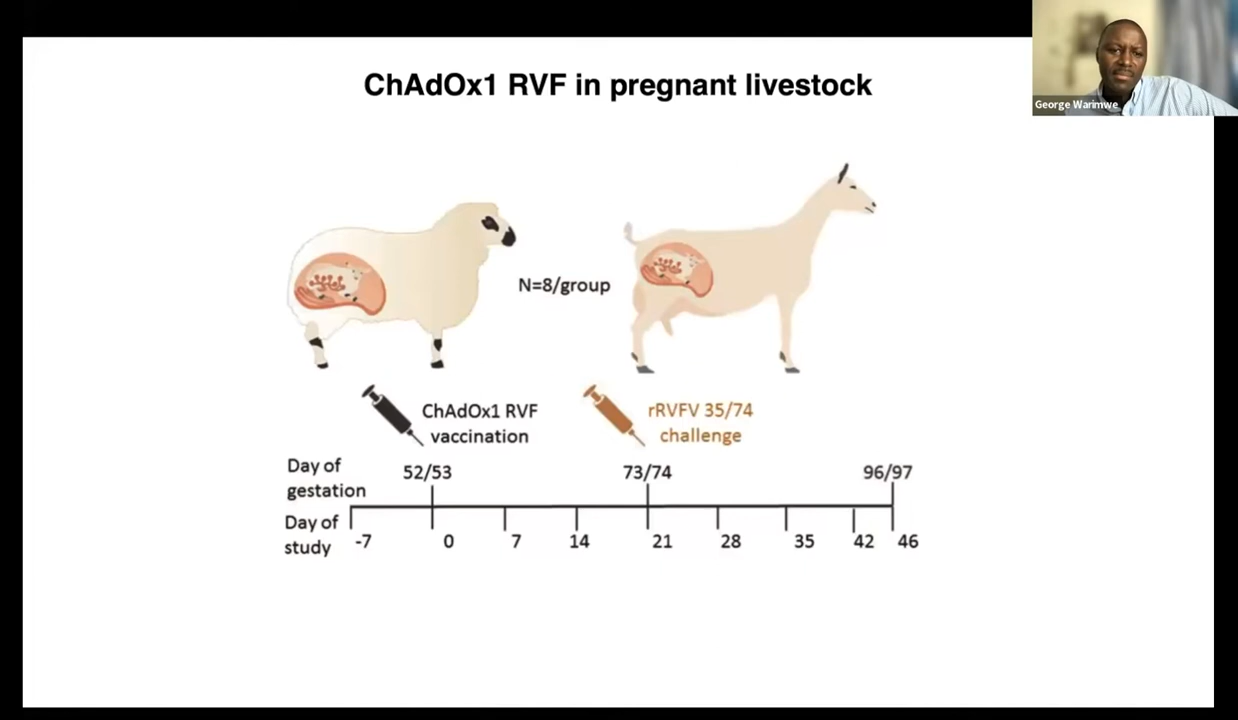 ChAdOx1 RVF in pregnant livestock
George Warimwe
N=8/group
ChAdOx1 RVF
vaccination
rRVFV 35/74
challenge
Day of
gestation
52/53
73/74
96/97
Day of
study
-7
0
7
14
21
28
35
42
46